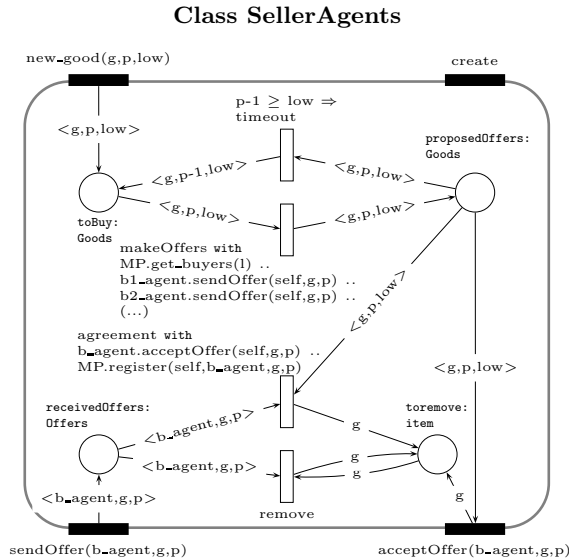 Class SellerAgents
new_good(g,p,low)
create
p-1 ≥ low ⇒
timeout
<g,p,low>
proposedOffers:
Goods
<g,p-1,low>
<g,p,low>
<g,p,low>
<g,p,low>
toBuy:
Goods
makeOffers with
MP.get_buyers(l) ..
b1_agent.sendOffer(self,g,p) ..
b2_agent.sendOffer(self,g,p) ..
(...)
<g,p,low>
agreement with
b_agent.acceptOffer(self,g,p) ..
MP.register(self,b_agent,g,p)
<g,p,low>
receivedOffers:
Offers
toremove:
item
<b_agent,g,p>
g
<b_agent,g,p>
g
g
<b_agent,g,p>
g
remove
sendOffer(b_agent,g,p)
acceptOffer(b_agent,g,p)